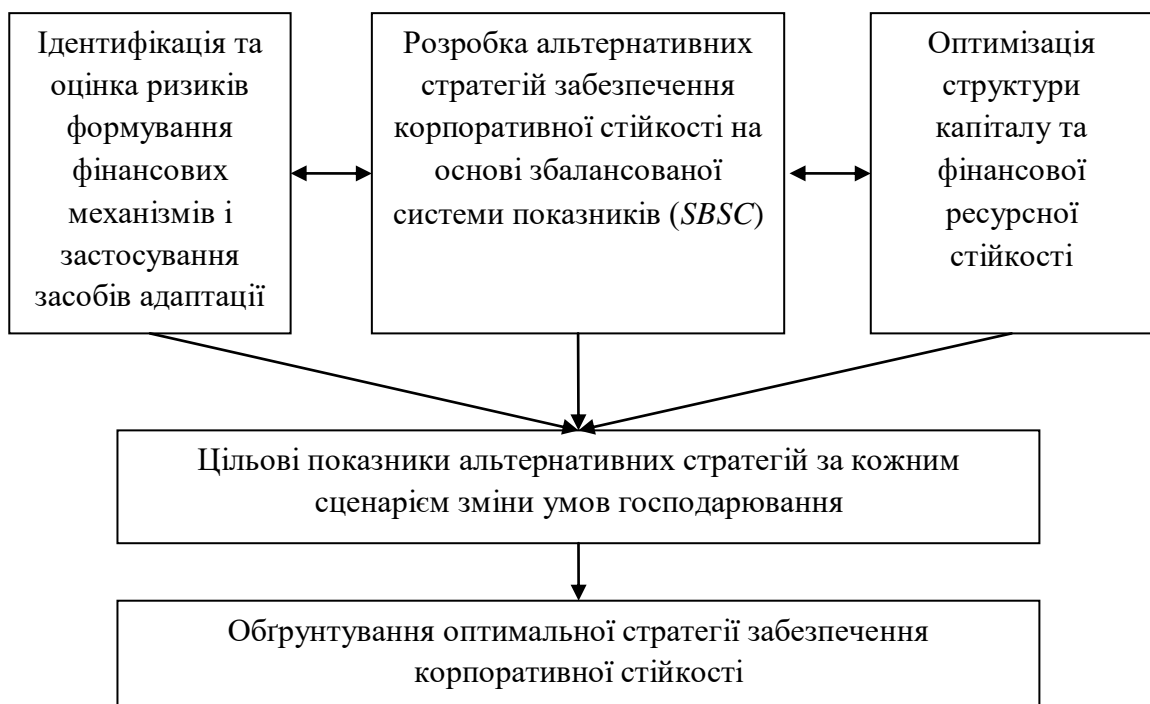 Ідентифікація та
оцінка ризиків
формування
фінансових
механізмів і
застосування
засобів адаптації
Розробка альтернативних
стратегій забезпечення
корпоративної стійкості на
основі збалансованої
системи показників (SBSC)
Оптимізація
структури
капіталу та
фінансової
ресурсної
стійкості
Цільові показники альтернативних стратегій за кожним
сценарієм зміни умов господарювання
Обґрунтування оптимальної стратегії забезпечення
корпоративної стійкості